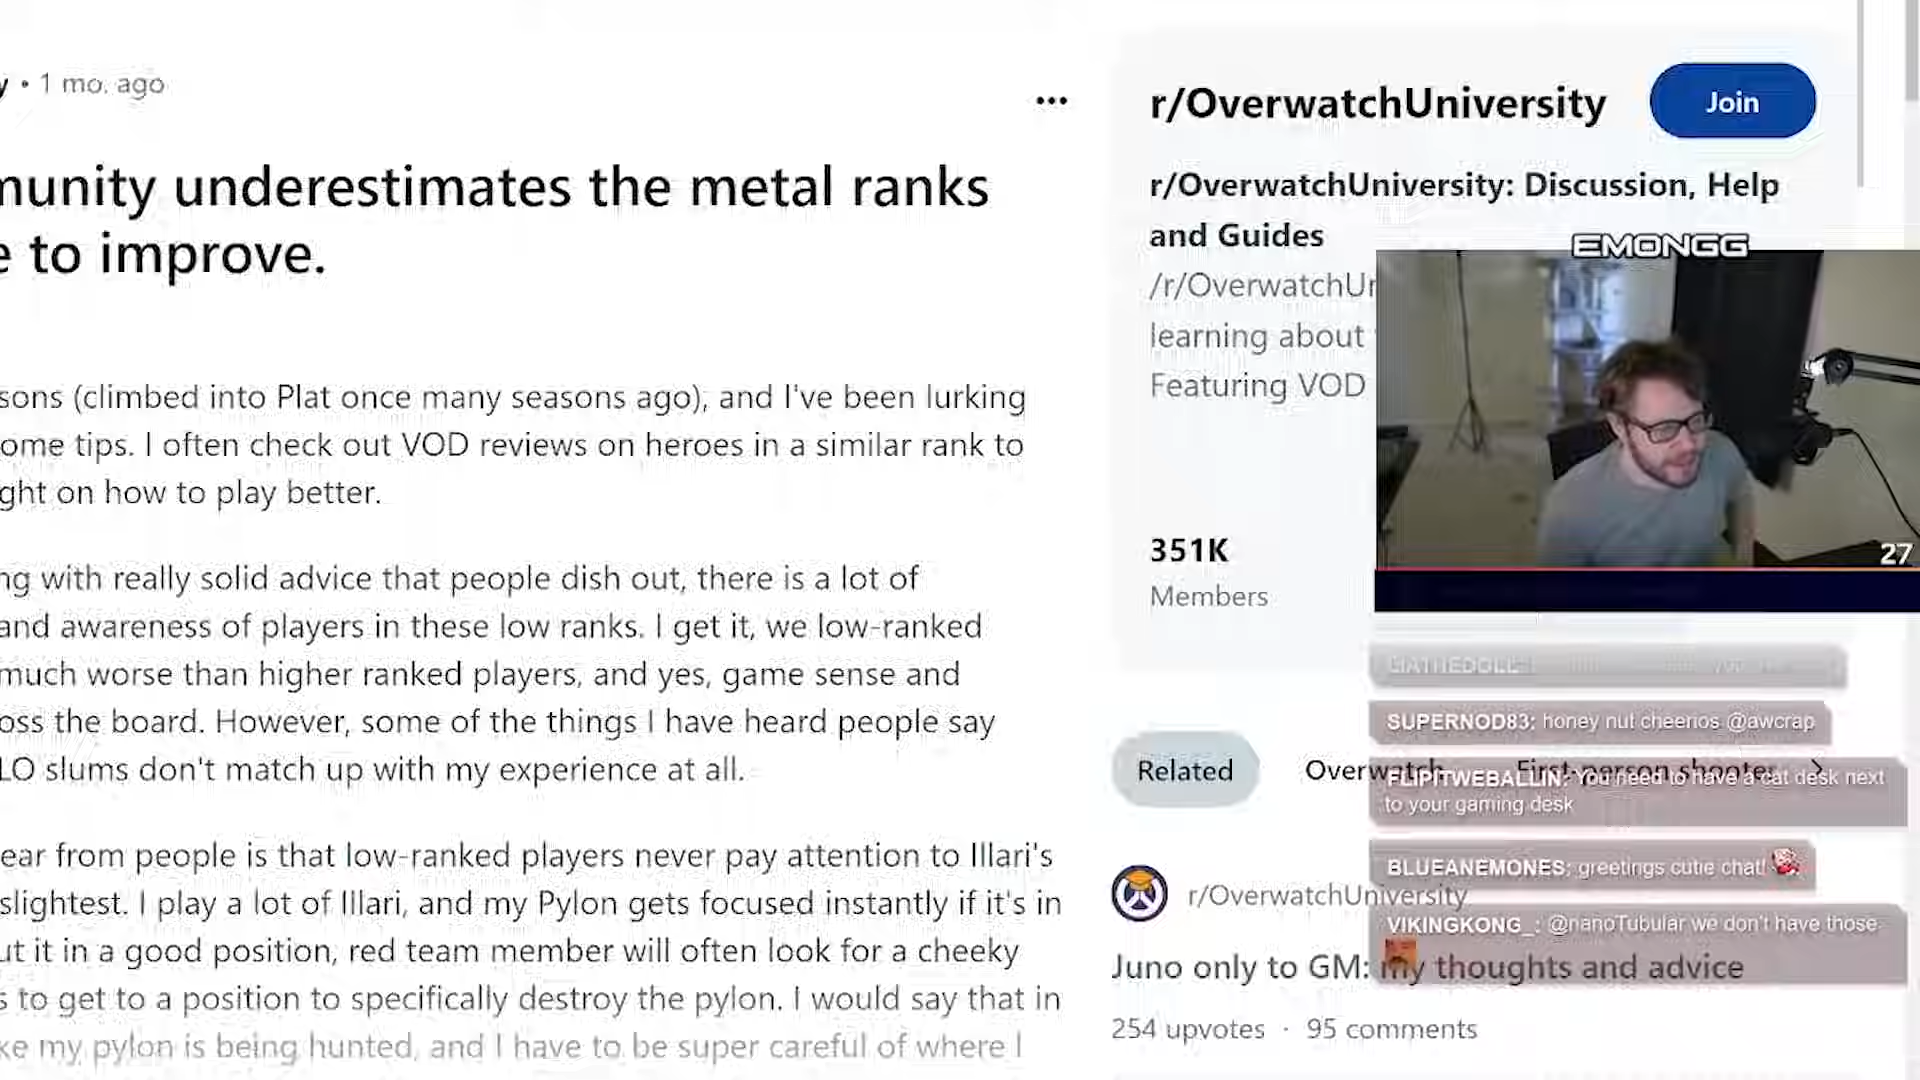 y • 1 mo. ago
munity underestimates the metal ranks
e to improve.
sons (climbed into Plat once many seasons ago), and I've been lurking
ome tips. I often check out VOD reviews on heroes in a similar rank to
ght on how to play better.
ng with really solid advice that people dish out, there is a lot of
and awareness of players in these low ranks. I get it, we low-ranked
much worse than higher ranked players, and yes, game sense and
oss the board. However, some of the things I have heard people say
LO slums don't match up with my experience at all.
ear from people is that low-ranked players never pay attention to Illari's
slightest. I play a lot of Illari, and my Pylon gets focused instantly if it's in
ut it in a good position, red team member will often look for a cheeky
s to get to a position to specifically destroy the pylon. I would say that in
ke my pylon is being hunted, and I have to be super careful of where I
r/OverwatchUniversity
Join
r/OverwatchUniversity: Discussion, Help
and Guides
/r/OverwatchUn
learning about
Featuring VOD
351K
Members
EMONGG
27
SUPERNOD83: honey nut cheerios @awcrap
Related
Overwatch
First-person shooter
FLIPITWEBALLIN: You need to have a cat desk next
to your gaming desk
BLUEANEMONES: greetings cutie chat!
r/OverwatchUniversity
VIKINGKONG_: @nanoTubular we don't have those
Juno only to GM: my thoughts and advice
254 upvotes · 95 comments